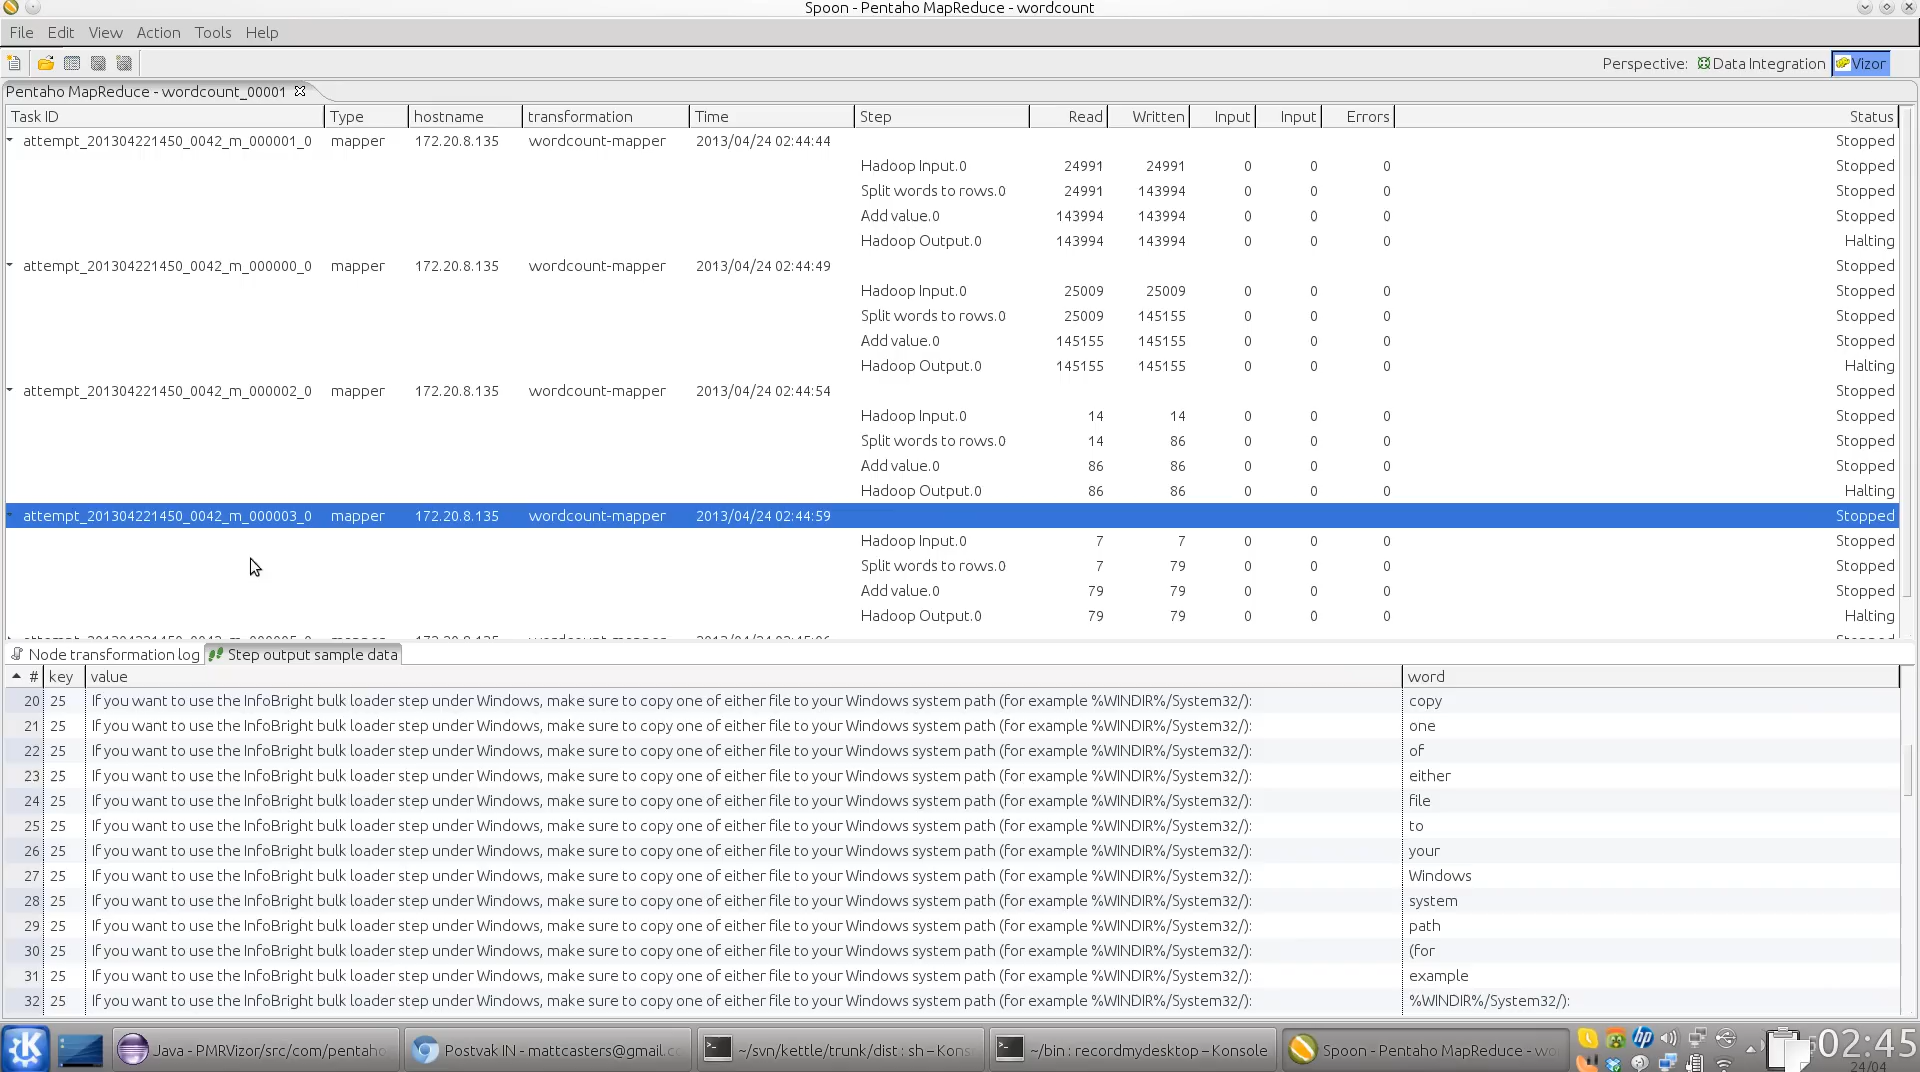 Spoon - Pentaho MapReduce - wordcount
File Edit View Action Tools Help
Perspective: Data Integration Vizor
Pentaho MapReduce - wordcount_00001
Task ID Type hostname transformation Time Step Read Written Input Input Errors Status
attempt_201304221450_0042_m_000001_0 mapper 172.20.8.135 wordcount-mapper 2013/04/24 02:44:44 Stopped
Hadoop Input.0 24991 24991 0 0 0 Stopped
Split words to rows.0 24991 143994 0 0 0 Stopped
Add value.0 143994 143994 0 0 0 Stopped
Hadoop Output.0 143994 143994 0 0 0 Halting
attempt_201304221450_0042_m_000000_0 mapper 172.20.8.135 wordcount-mapper 2013/04/24 02:44:49 Stopped
Hadoop Input.0 25009 25009 0 0 0 Stopped
Split words to rows.0 25009 145155 0 0 0 Stopped
Add value.0 145155 145155 0 0 0 Stopped
Hadoop Output.0 145155 145155 0 0 0 Halting
attempt_201304221450_0042_m_000002_0 mapper 172.20.8.135 wordcount-mapper 2013/04/24 02:44:54 Stopped
Hadoop Input.0 14 14 0 0 0 Stopped
Split words to rows.0 14 86 0 0 0 Stopped
Add value.0 86 86 0 0 0 Stopped
Hadoop Output.0 86 86 0 0 0 Halting
attempt_201304221450_0042_m_000003_0 mapper 172.20.8.135 wordcount-mapper 2013/04/24 02:44:59 Stopped
Hadoop Input.0 7 7 0 0 0 Stopped
Split words to rows.0 7 79 0 0 0 Stopped
Add value.0 79 79 0 0 0 Stopped
Hadoop Output.0 79 79 0 0 0 Halting
Node transformation log Step output sample data
# key value word
20 25 If you want to use the InfoBright bulk loader step under Windows, make sure to copy one of either file to your Windows system path (for example %WINDIR%/System32/): copy
21 25 If you want to use the InfoBright bulk loader step under Windows, make sure to copy one of either file to your Windows system path (for example %WINDIR%/System32/): one
22 25 If you want to use the InfoBright bulk loader step under Windows, make sure to copy one of either file to your Windows system path (for example %WINDIR%/System32/): of
23 25 If you want to use the InfoBright bulk loader step under Windows, make sure to copy one of either file to your Windows system path (for example %WINDIR%/System32/): either
24 25 If you want to use the InfoBright bulk loader step under Windows, make sure to copy one of either file to your Windows system path (for example %WINDIR%/System32/): file
25 25 If you want to use the InfoBright bulk loader step under Windows, make sure to copy one of either file to your Windows system path (for example %WINDIR%/System32/): to
26 25 If you want to use the InfoBright bulk loader step under Windows, make sure to copy one of either file to your Windows system path (for example %WINDIR%/System32/): your
27 25 If you want to use the InfoBright bulk loader step under Windows, make sure to copy one of either file to your Windows system path (for example %WINDIR%/System32/): Windows
28 25 If you want to use the InfoBright bulk loader step under Windows, make sure to copy one of either file to your Windows system path (for example %WINDIR%/System32/): system
29 25 If you want to use the InfoBright bulk loader step under Windows, make sure to copy one of either file to your Windows system path (for example %WINDIR%/System32/): path
30 25 If you want to use the InfoBright bulk loader step under Windows, make sure to copy one of either file to your Windows system path (for example %WINDIR%/System32/): (for
31 25 If you want to use the InfoBright bulk loader step under Windows, make sure to copy one of either file to your Windows system path (for example %WINDIR%/System32/): example
32 25 If you want to use the InfoBright bulk loader step under Windows, make sure to copy one of either file to your Windows system path (for example %WINDIR%/System32/): %WINDIR%/System32/):
Java - PMRVizor/src/com/pentaho Postvak IN - mattcasters@gmail.c ~/svn/kettle/trunk/dist : sh – Kons ~/bin : recordmydesktop – Konsole Spoon - Pentaho MapReduce - wo 02:45
24/04